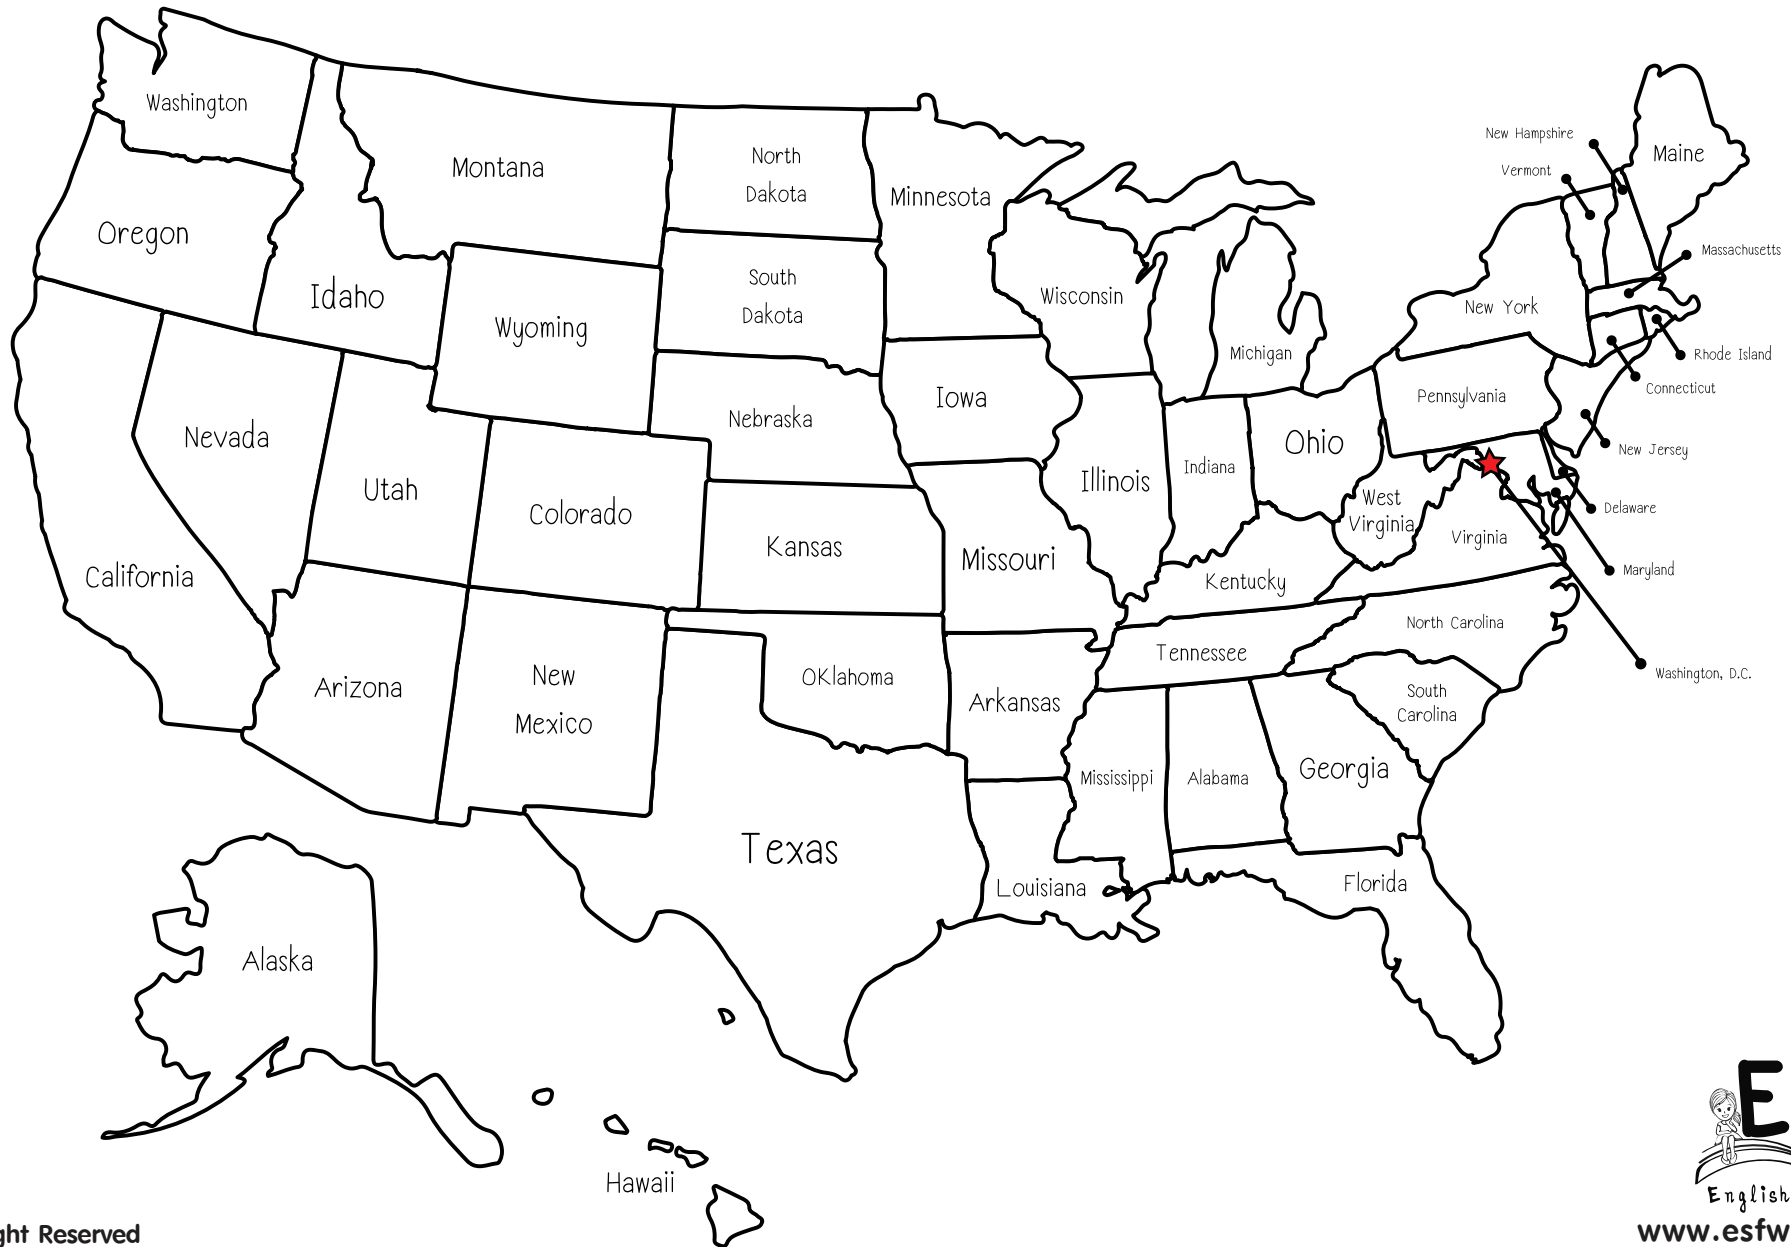 Washington
Montana
North
Dakota
Minnesota
New Hampshire
Vermont
Maine
Oregon
Idaho
Wyoming
South
Dakota
Wisconsin
Michigan
New York
Massachusetts
Rhode Island
Connecticut
Pennsylvania
New Jersey
Nevada
Utah
Colorado
Nebraska
Iowa
Illinois
Indiana
Ohio
West
Virginia
Virginia
Delaware
Maryland
Washington, D.C.
California
Kansas
Missouri
Kentucky
North Carolina
Tennessee
South
Carolina
Arizona
New
Mexico
OKlahoma
Arkansas
Mississippi
Alabama
Georgia
Texas
Louisiana
Florida
Alaska
Hawaii
E
English
ght Reserved
www.esfw